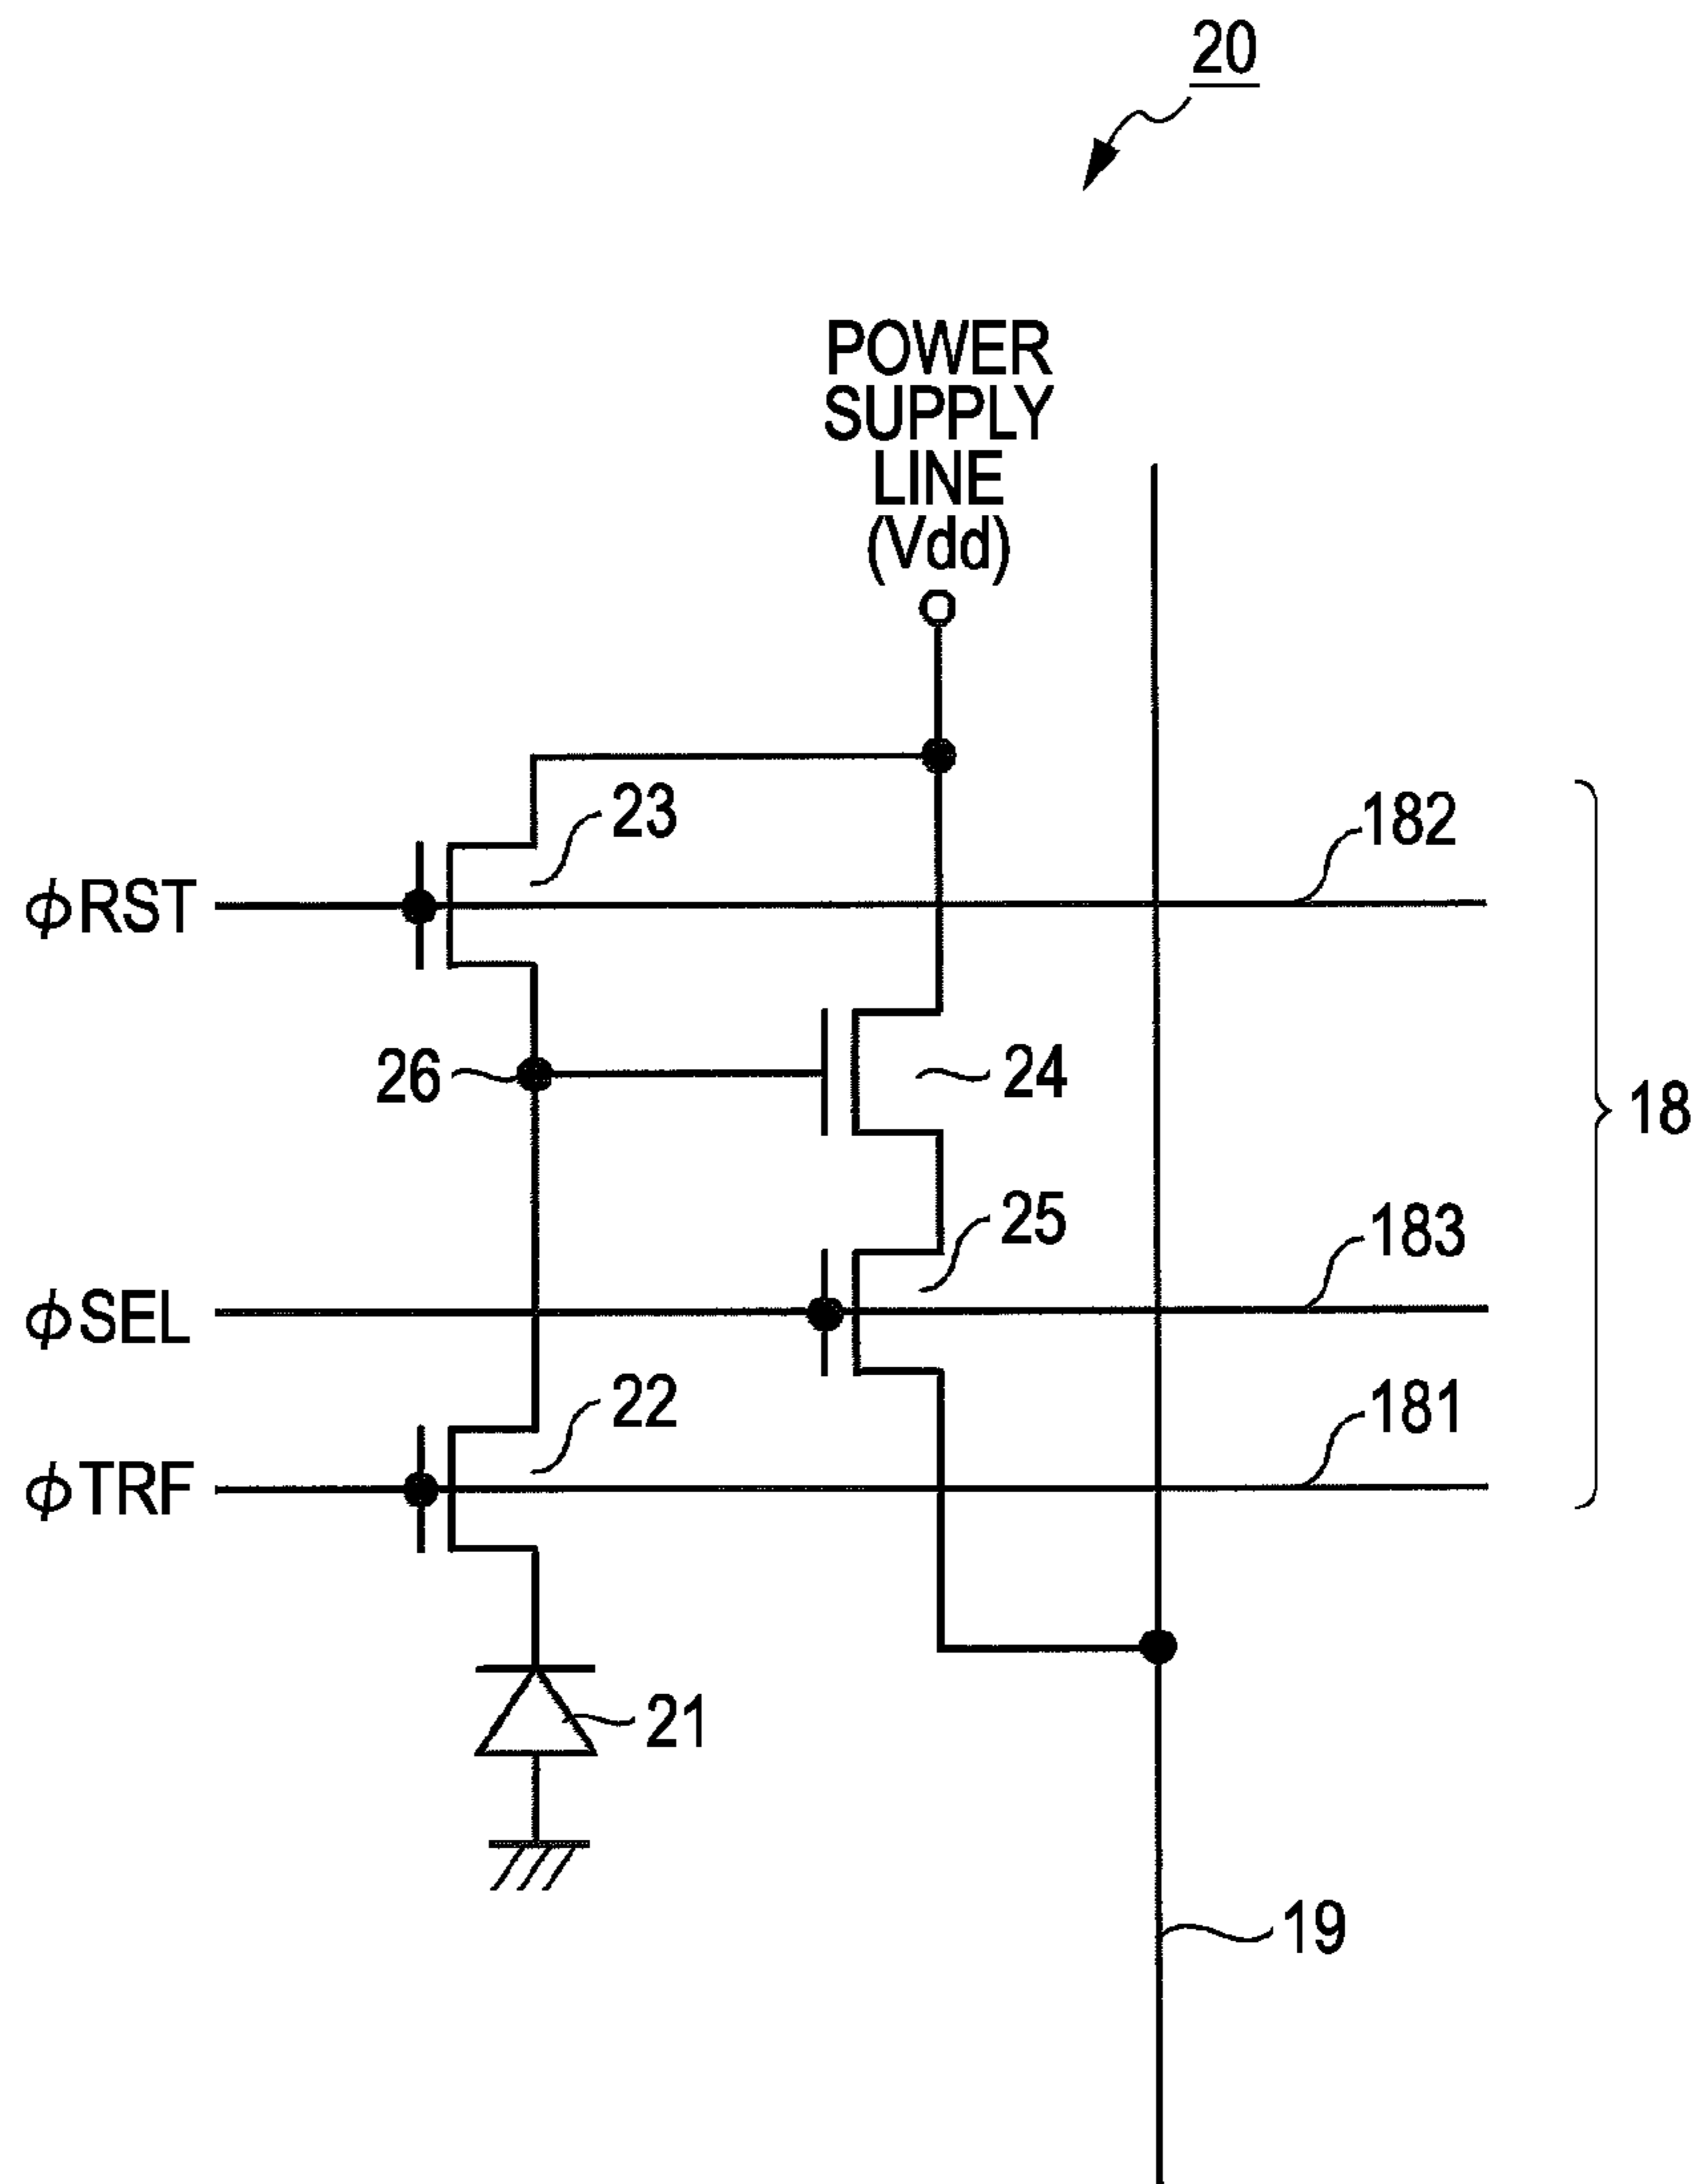 20
POWER
SUPPLY
LINE
(Vdd)
23
182
ϕRST
26
24
18
25
183
ϕSEL
22
181
ϕTRF
21
19